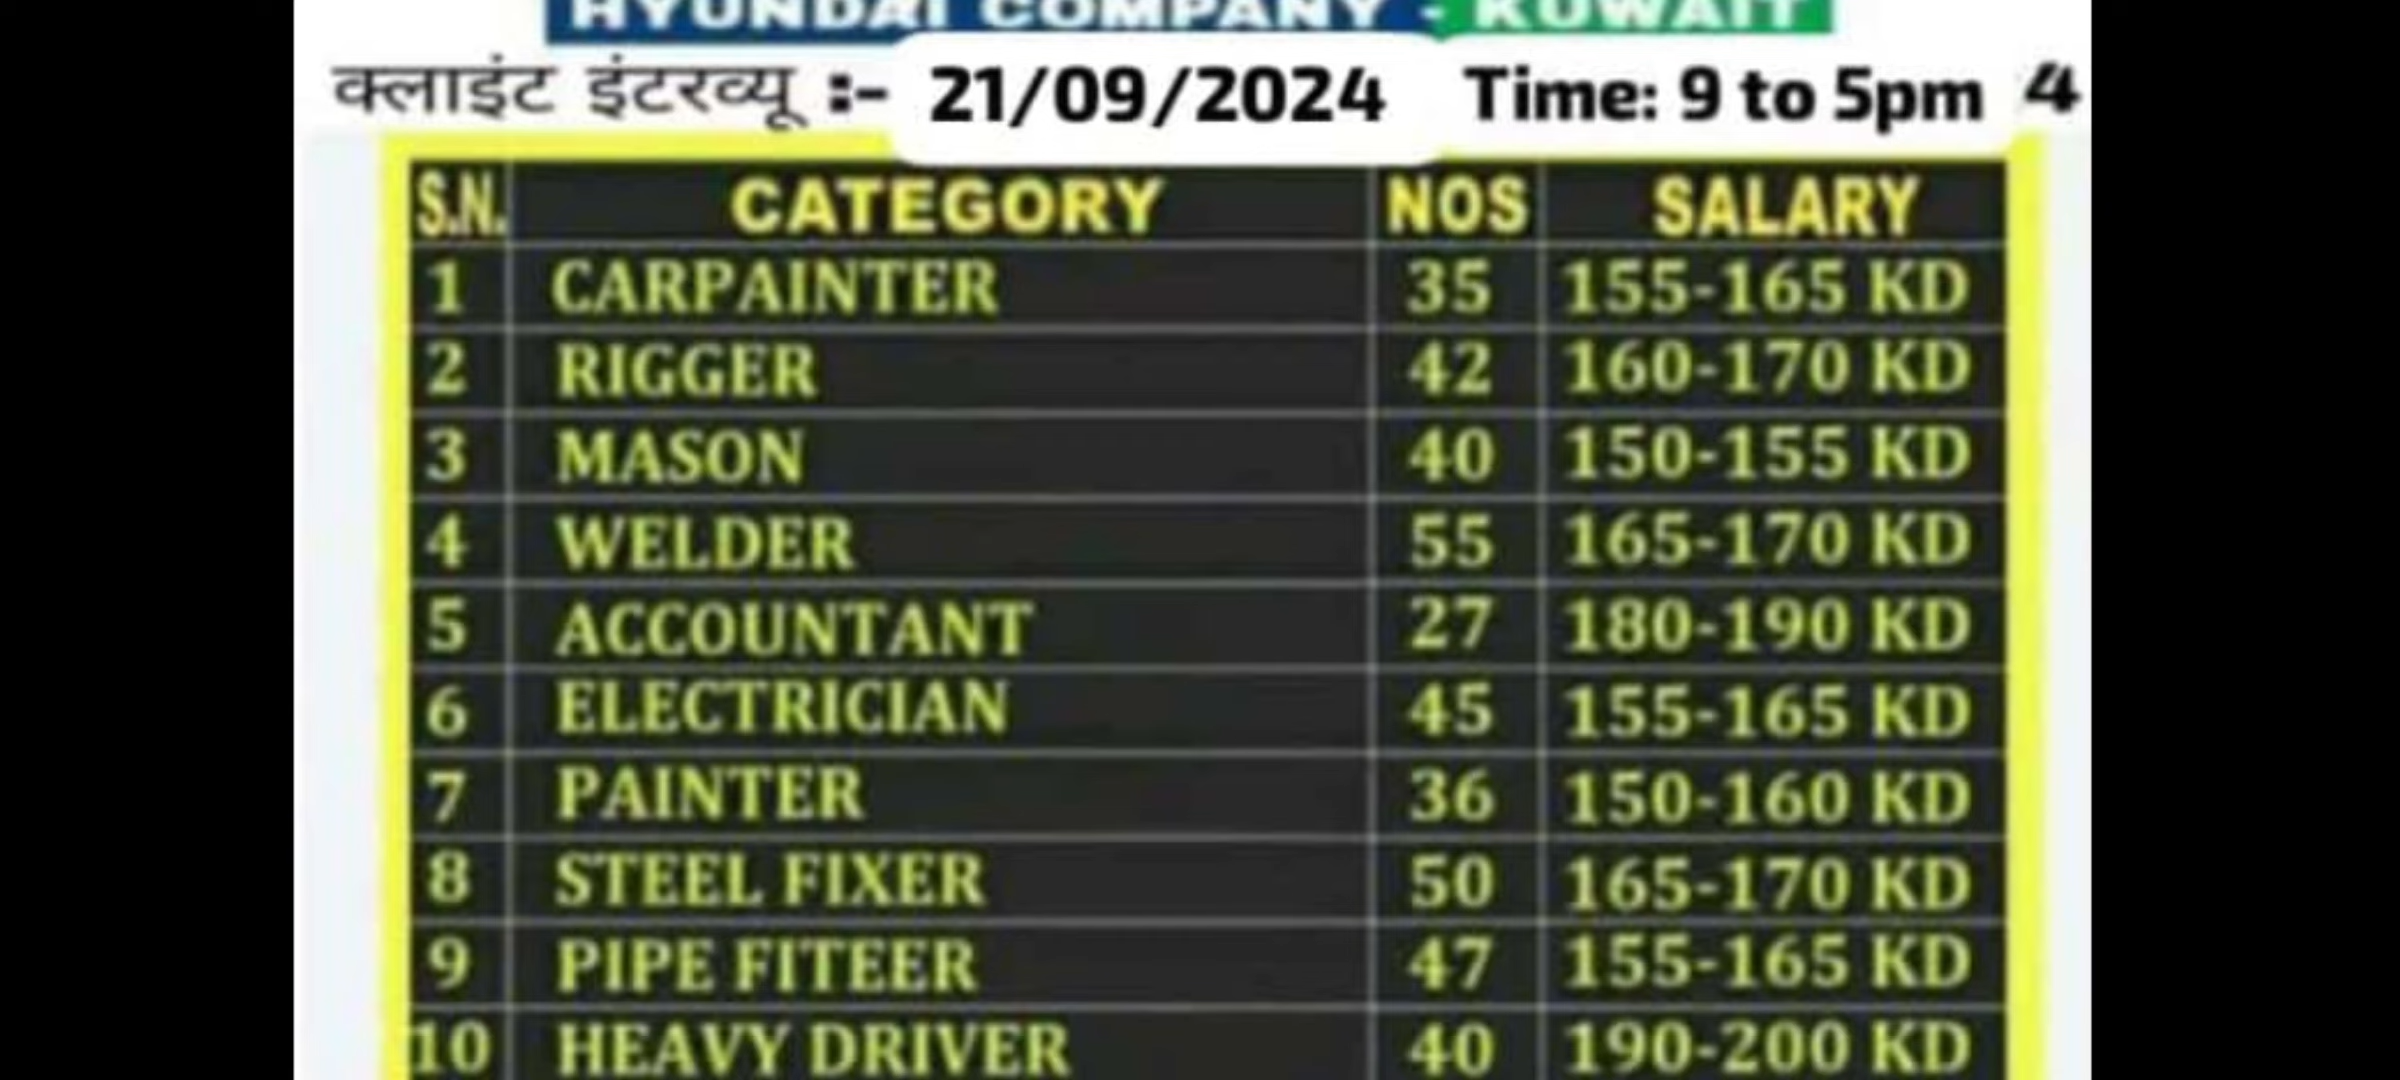 HYUNDAI COMPANY - KUWAIT
क्लाइंट इंटरव्यू :- 21/09/2024 Time: 9 to 5pm 4
S.N. CATEGORY NOS SALARY
1 CARPAINTER 35 155-165 KD
2 RIGGER 42 160-170 KD
3 MASON 40 150-155 KD
4 WELDER 55 165-170 KD
5 ACCOUNTANT 27 180-190 KD
6 ELECTRICIAN 45 155-165 KD
7 PAINTER 36 150-160 KD
8 STEEL FIXER 50 165-170 KD
9 PIPE FITEER 47 155-165 KD
10 HEAVY DRIVER 40 190-200 KD